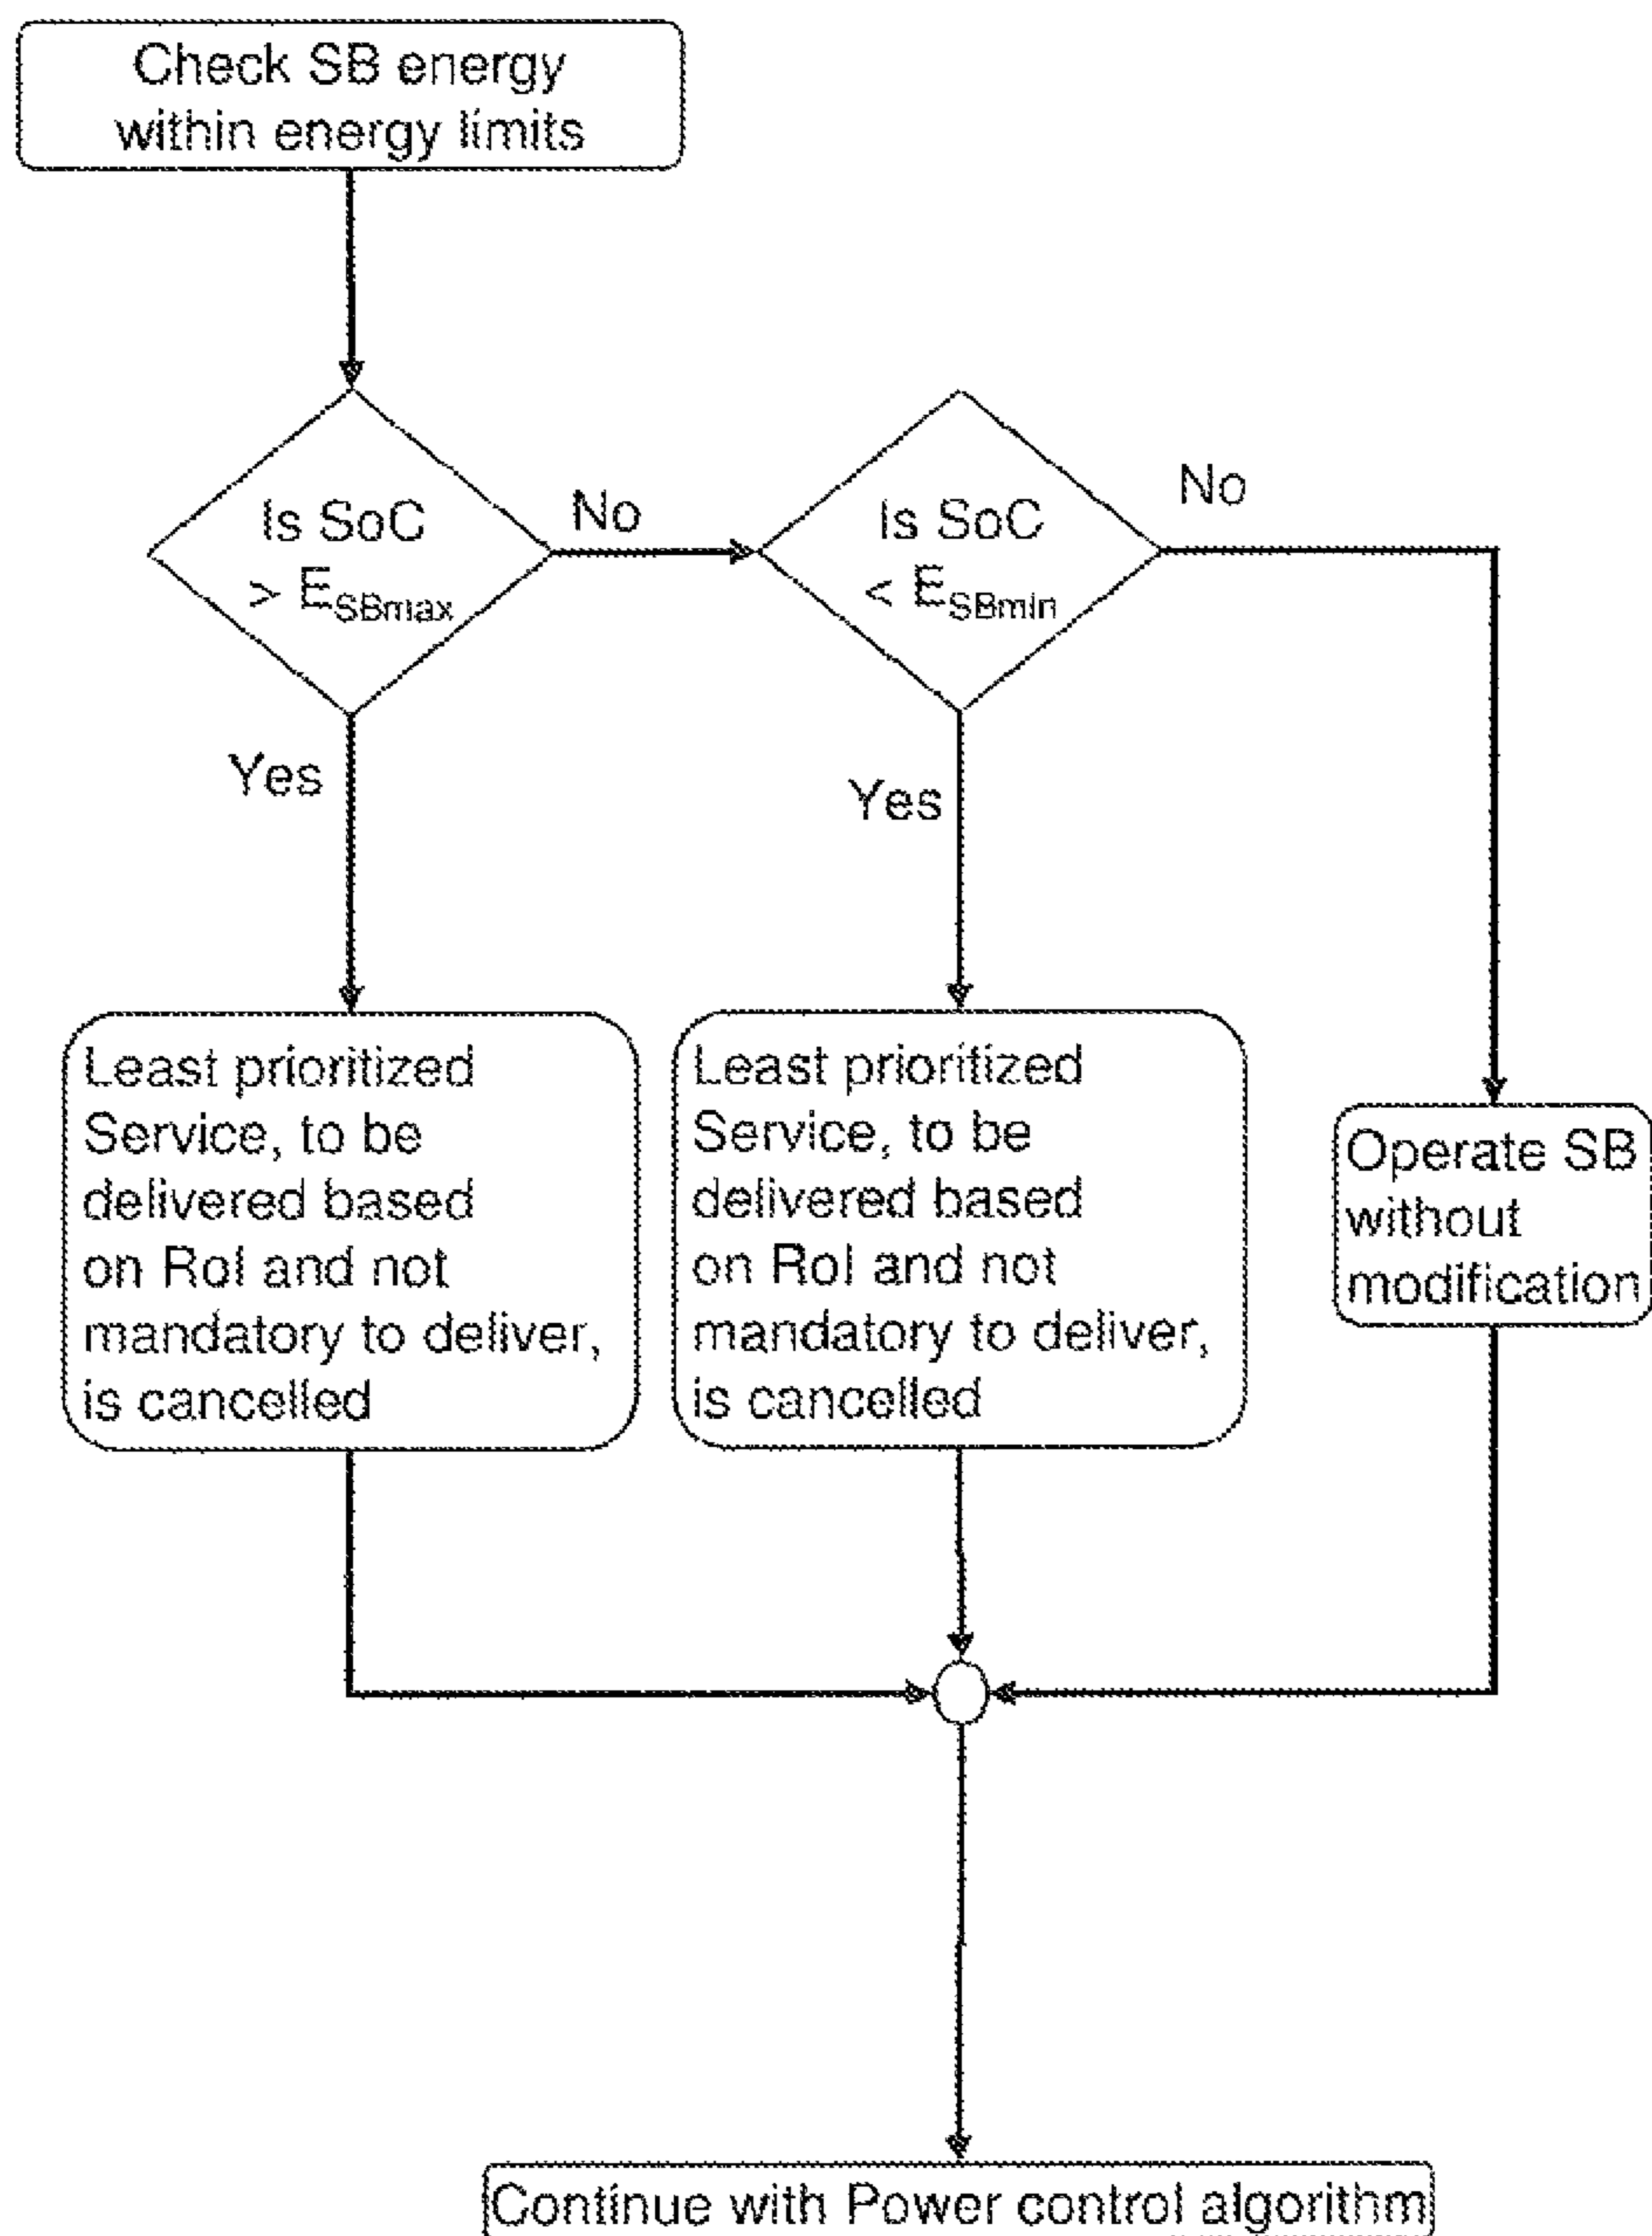 Check SB energy
within energy limits
Is SoC
> E_SBmax
No
Is SoC
< E_SBmin
No
Yes
Yes
Least prioritized
Service, to be
delivered based
on RoI and not
mandatory to deliver,
is cancelled
Least prioritized
Service, to be
delivered based
on RoI and not
mandatory to deliver,
is cancelled
Operate SB
without
modification
Continue with Power control algorithm